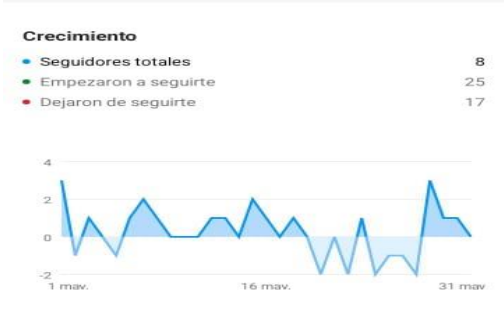 Crecimiento
Seguidores totales 8
Empezaron a seguirte 25
Dejaron de seguirte 17
4
2
0
-2
1 may. 16 may. 31 may